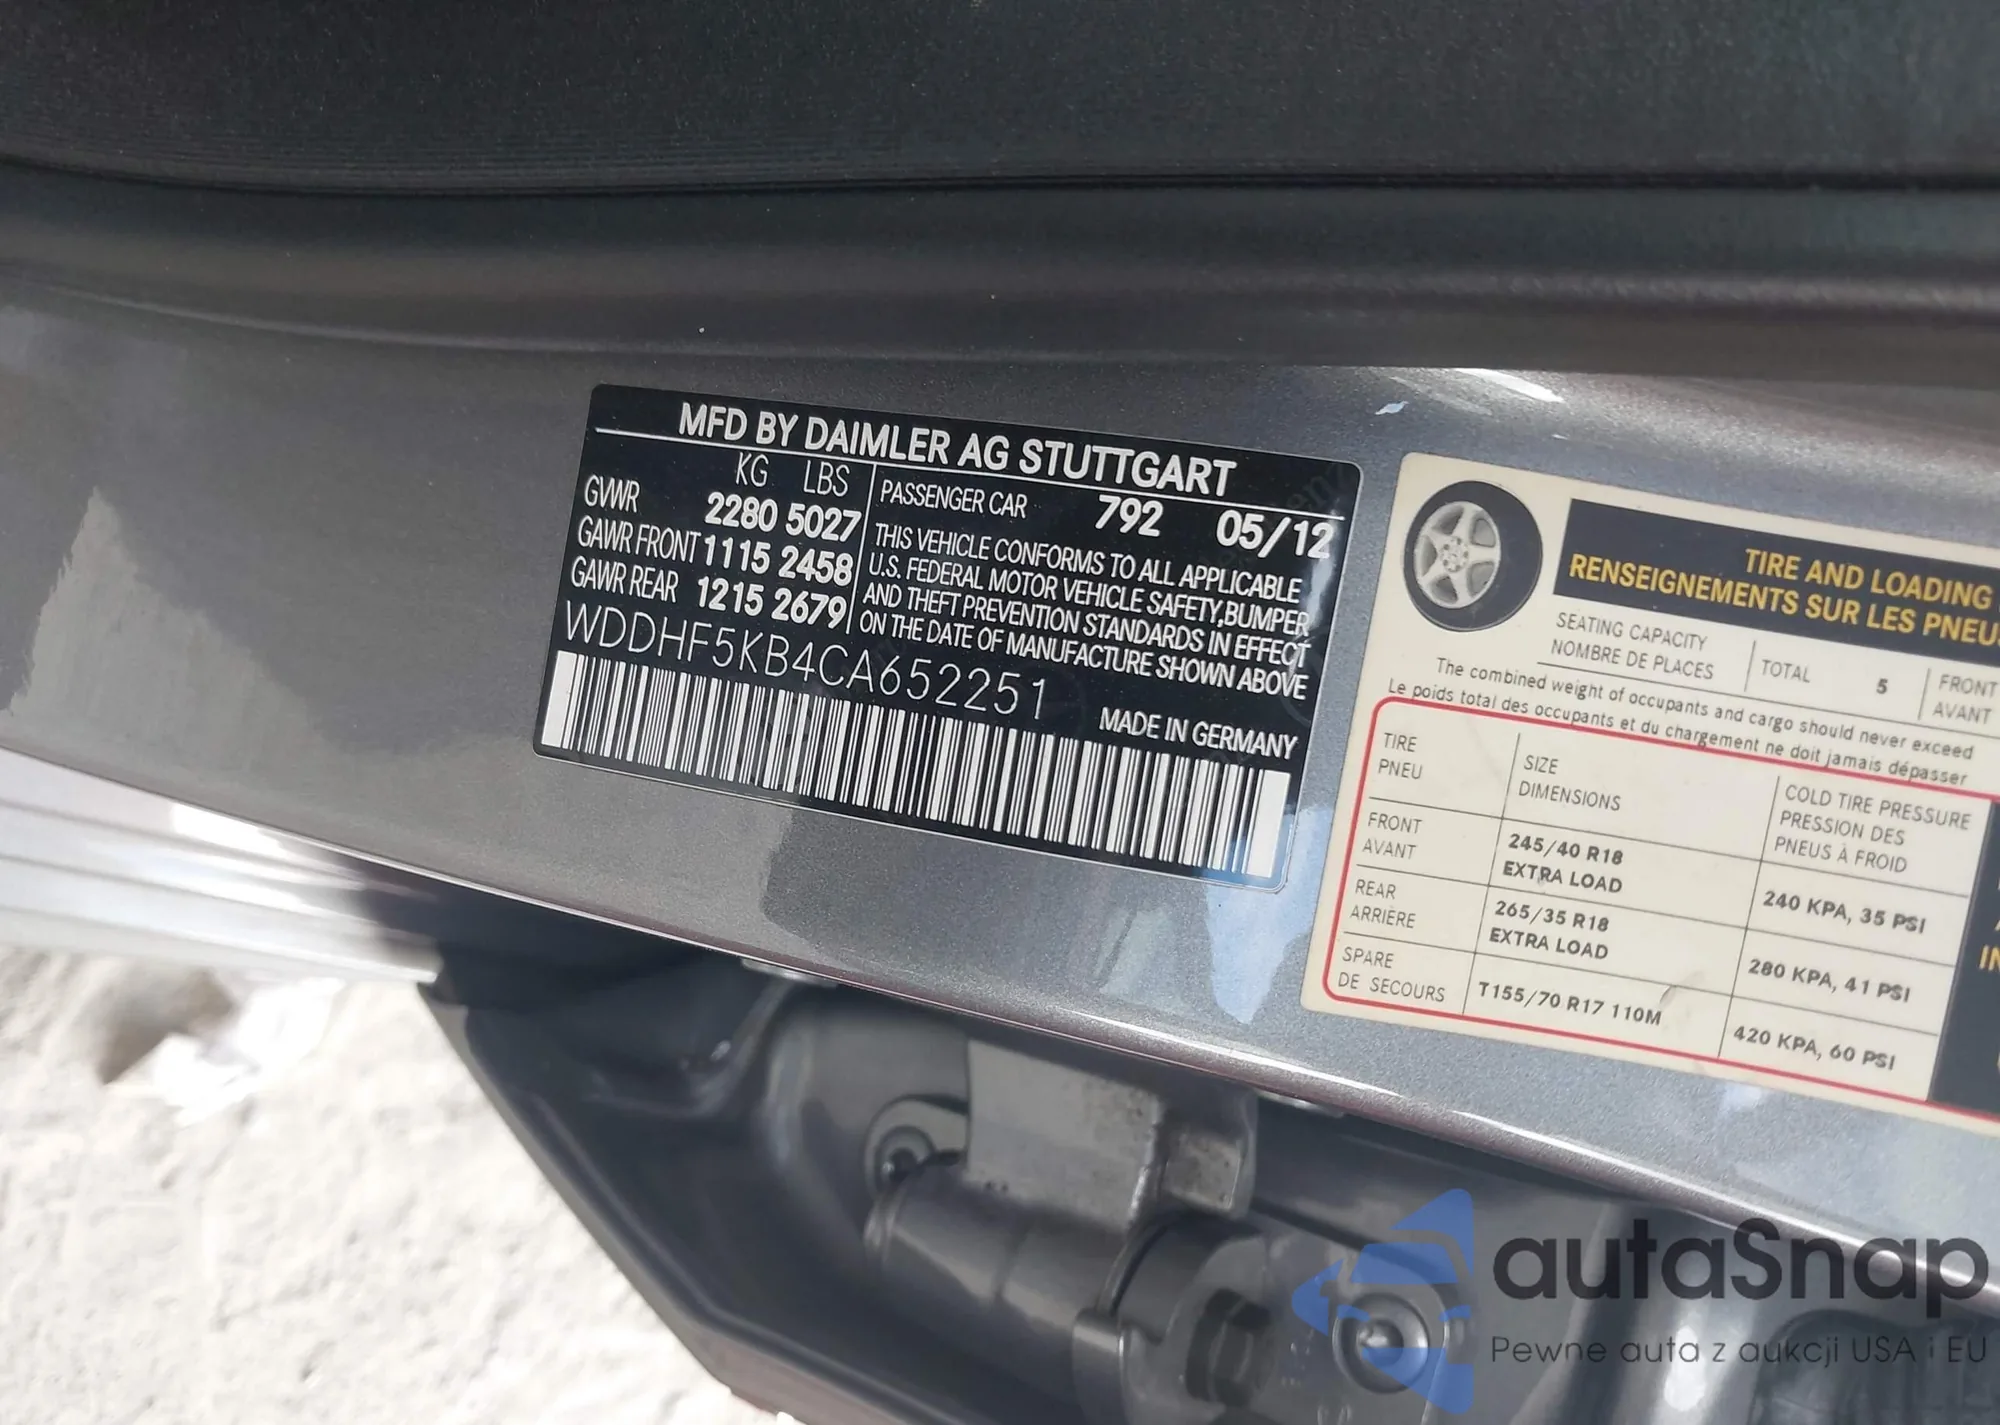 MFD BY DAIMLER AG STUTTGART
KG LBS
GVWR 2280 5027
GAWR FRONT 1115 2458
GAWR REAR 1215 2679
PASSENGER CAR 792 05/12
THIS VEHICLE CONFORMS TO ALL APPLICABLE
U.S. FEDERAL MOTOR VEHICLE SAFETY,BUMPER
AND THEFT PREVENTION STANDARDS IN EFFECT
ON THE DATE OF MANUFACTURE SHOWN ABOVE
WDDHF5KB4CA652251
MADE IN GERMANY
TIRE AND LOADING
RENSEIGNEMENTS SUR LES PNEUS
SEATING CAPACITY
NOMBRE DE PLACES
TOTAL 5
FRONT
AVANT
The combined weight of occupants and cargo should never exceed
Le poids total des occupants et du chargement ne doit jamais dépasser
TIRE
PNEU
SIZE
DIMENSIONS
COLD TIRE PRESSURE
PRESSION DES
PNEUS À FROID
FRONT
AVANT
245/40 R18
EXTRA LOAD
240 KPA, 35 PSI
REAR
ARRIÈRE
265/35 R18
EXTRA LOAD
280 KPA, 41 PSI
SPARE
DE SECOURS
T155/70 R17 110M
420 KPA, 60 PSI
autaSnap
Pewne auta z aukcji USA i EU